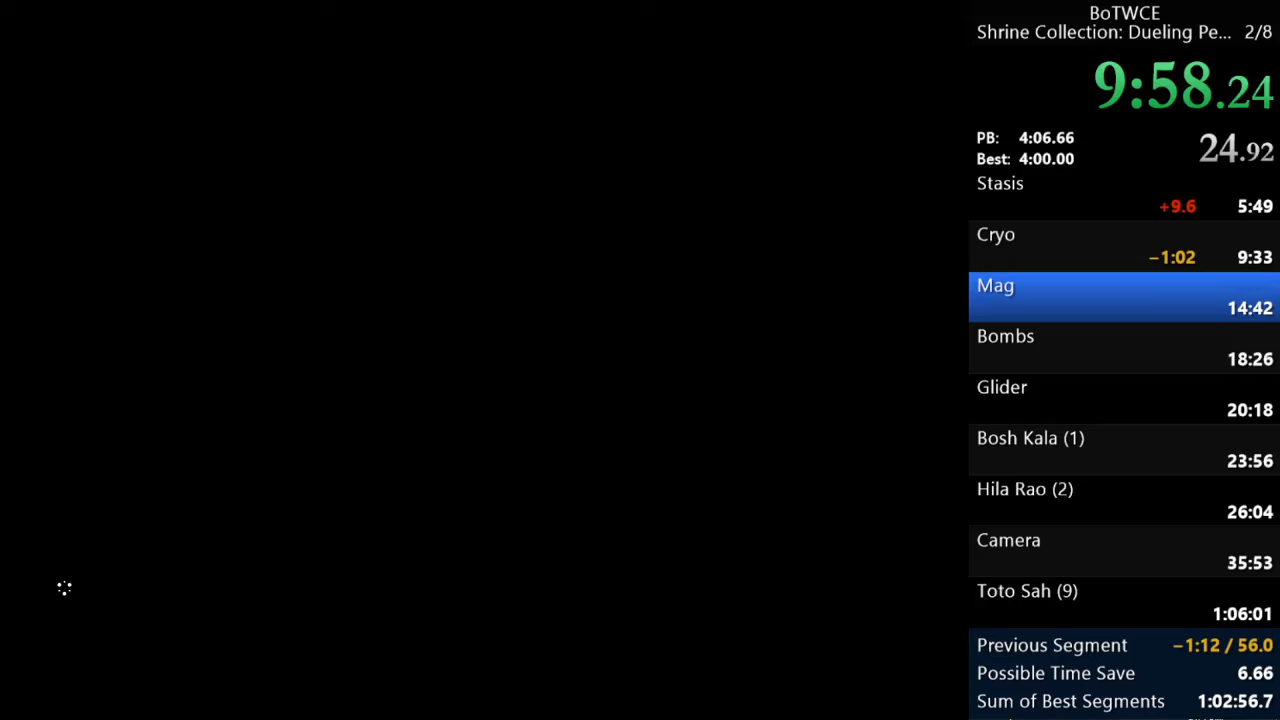 BoTWCE
Shrine Collection: Dueling Pe... 2/8
9:58.24
PB: 4:06.66
24.92
Best: 4:00.00
Stasis
+9.6 5:49
Cryo
−1:02 9:33
Mag
14:42
Bombs
18:26
Glider
20:18
Bosh Kala (1)
23:56
Hila Rao (2)
26:04
Camera
35:53
Toto Sah (9)
1:06:01
Previous Segment −1:12 / 56.0
Possible Time Save 6.66
Sum of Best Segments 1:02:56.7